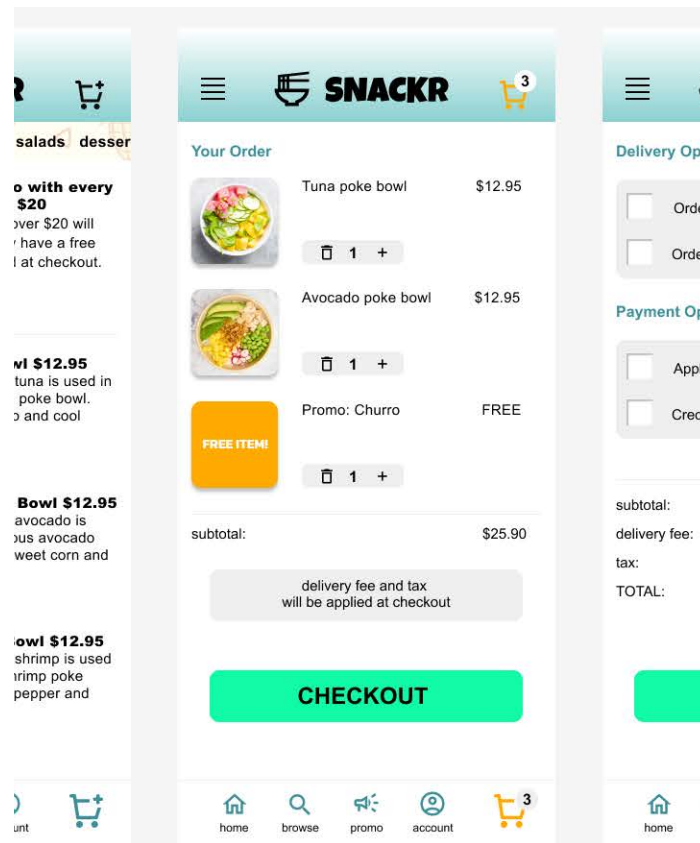 salads desser
o with every
$20
over $20 will
have a free
at checkout.
wl $12.95
tuna is used in
poke bowl.
and cool
Bowl $12.95
avocado is
ous avocado
weet corn and
owl $12.95
shrimp is used
rimp poke
pepper and
unt
SNACKR
3
Your Order
Tuna poke bowl $12.95
1 +
Avocado poke bowl $12.95
1 +
FREE ITEM!
Promo: Churro FREE
1 +
subtotal: $25.90
delivery fee and tax
will be applied at checkout
CHECKOUT
home browse promo account 3
Delivery Op
Orde
Orde
Payment Op
Appl
Cred
subtotal:
delivery fee:
tax:
TOTAL:
home